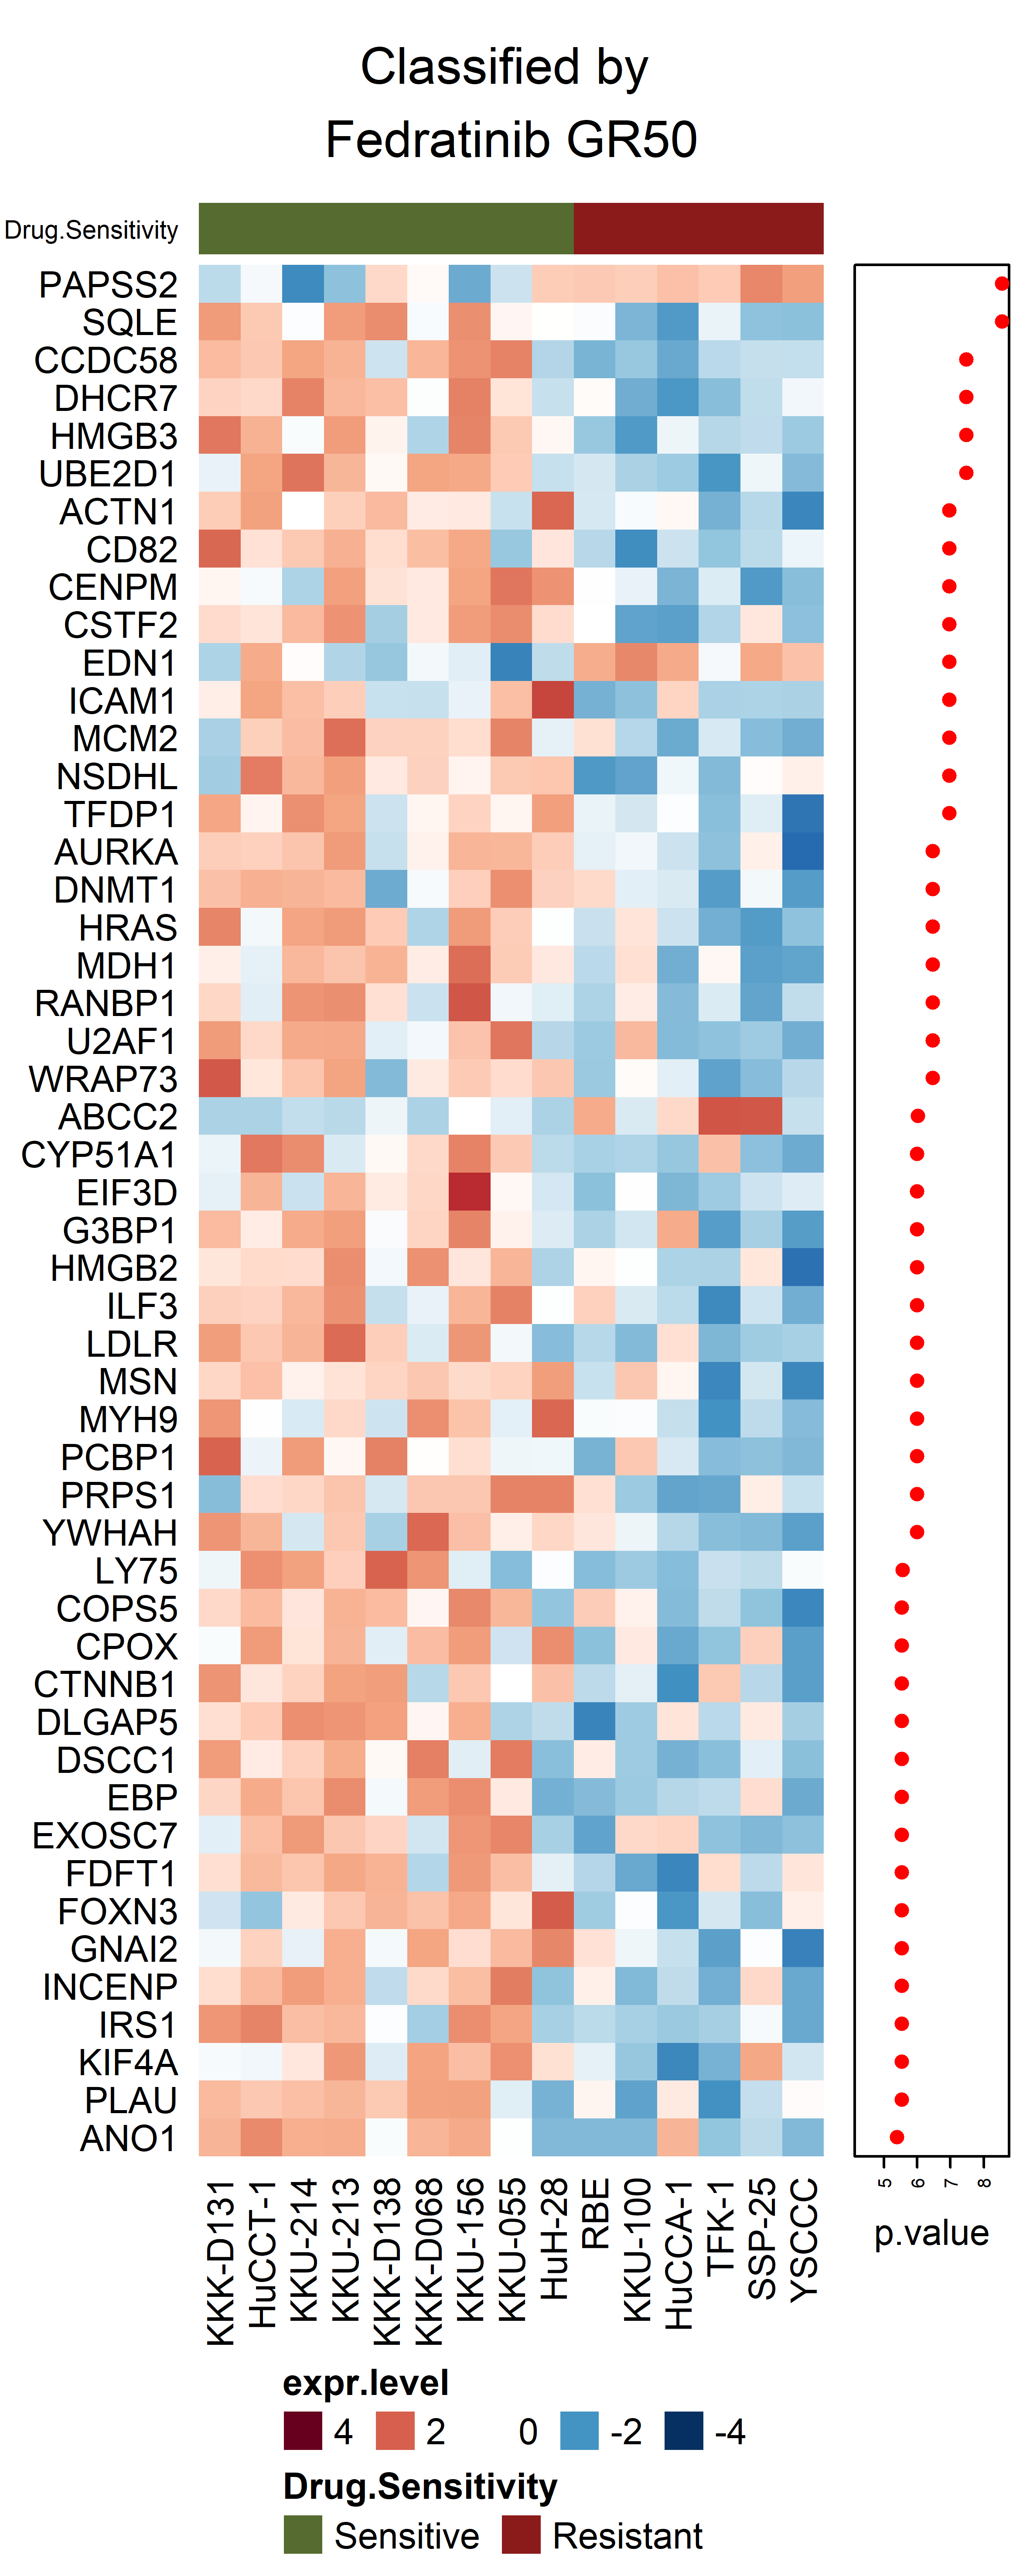 Classified by
Fedratinib GR50
Drug.Sensitivity
PAPSS2
SQLE
CCDC58
DHCR7
HMGB3
UBE2D1
ACTN1
CD82
CENPM
CSTF2
EDN1
ICAM1
MCM2
NSDHL
TFDP1
AURKA
DNMT1
HRAS
MDH1
RANBP1
U2AF1
WRAP73
ABCC2
CYP51A1
EIF3D
G3BP1
HMGB2
ILF3
LDLR
MSN
MYH9
PCBP1
PRPS1
YWHAH
LY75
COPS5
CPOX
CTNNB1
DLGAP5
DSCC1
EBP
EXOSC7
FDFT1
FOXN3
GNAI2
INCENP
IRS1
KIF4A
PLAU
ANO1
KKK-D131
HuCCT-1
KKU-214
KKU-213
KKK-D138
KKK-D068
KKU-156
KKU-055
HuH-28
RBE
KKU-100
HuCCA-1
TFK-1
SSP-25
YSCCC
5 6 7 8
p.value
expr.level
4 2 0 -2 -4
Drug.Sensitivity
Sensitive Resistant